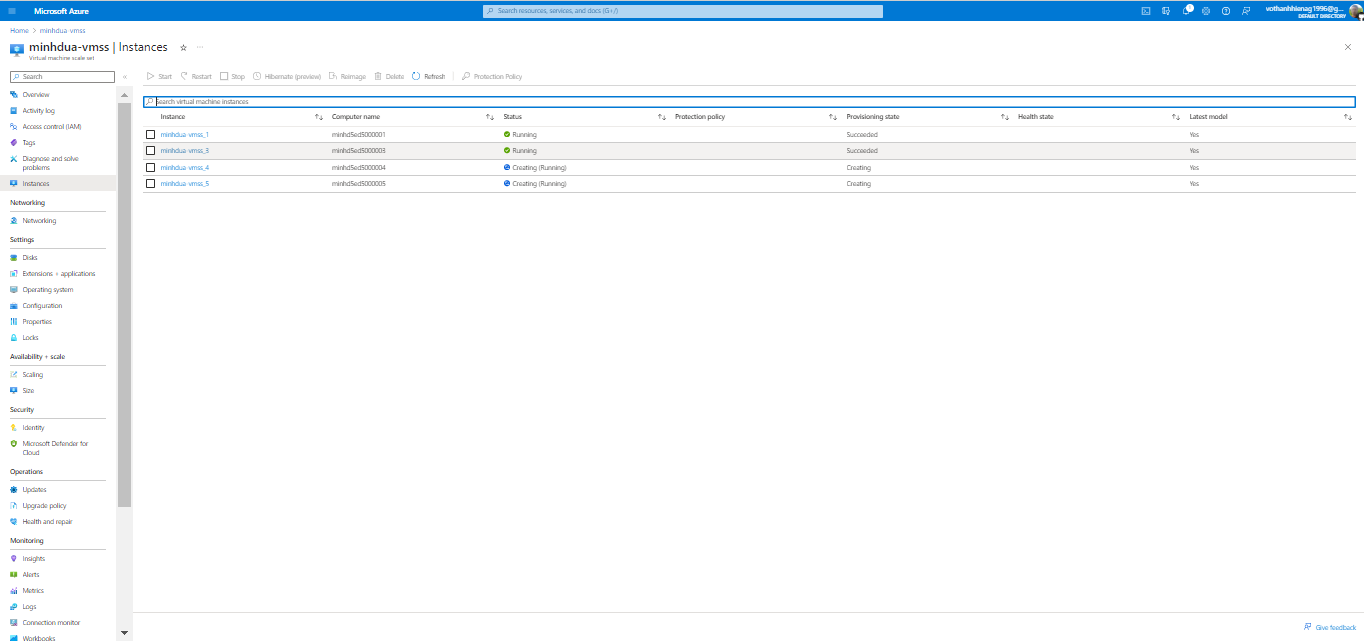 Microsoft Azure
Search resources, services, and docs (G+/)
1
vothanhhienag1996@g...
DEFAULT DIRECTORY
Home > minhdua-vmss
minhdua-vmss | Instances
Virtual machine scale set
Search
Start Restart Stop Hibernate (preview) Reimage Delete Refresh Protection Policy
Overview
Activity log
Access control (IAM)
Tags
Diagnose and solve
problems
Instances
Networking
Networking
Settings
Disks
Extensions + applications
Operating system
Configuration
Properties
Locks
Availability + scale
Scaling
Size
Security
Identity
Microsoft Defender for
Cloud
Operations
Updates
Upgrade policy
Health and repair
Monitoring
Insights
Alerts
Metrics
Logs
Connection monitor
Workbooks
Search virtual machine instances
Instance Computer name Status Protection policy Provisioning state Health state Latest model
minhdua-vmss_1 minhd5ed5000001 Running Succeeded Yes
minhdua-vmss_3 minhd5ed5000003 Running Succeeded Yes
minhdua-vmss_4 minhd5ed5000004 Creating (Running) Creating Yes
minhdua-vmss_5 minhd5ed5000005 Creating (Running) Creating Yes
Give feedback